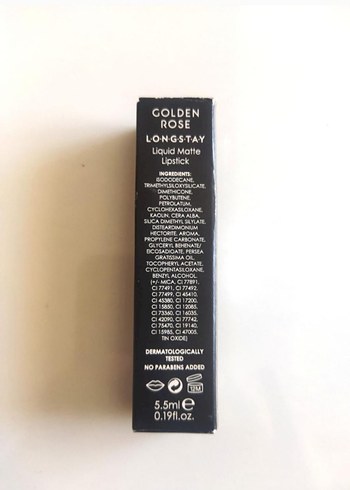 GOLDEN
ROSE
LONGSTAY
Liquid Matte
Lipstick
INGREDIENTS:
ISODODECANE,
TRIMETHYLSILOXYSILICATE,
DIMETHICONE,
POLYBUTENE,
PETROLATUM,
CYCLOHEXASILOXANE,
KAOLIN, CERA ALBA,
SILICA DIMETHYL SILYLATE,
DISTEARDIMONIUM
HECTORITE, AROMA,
PROPYLENE CARBONATE,
GLYCERYL BEHENATE/
EICOSADIOATE, PERSEA
GRATISSIMA OIL,
TOCOPHERYL ACETATE,
CYCLOPENTASILOXANE,
BENZYL ALCOHOL.
(+/- MICA, CI 77891,
CI 77491, CI 77492,
CI 77499, CI 45410,
CI 45380, CI 17200,
CI 15850, CI 12085,
CI 73360, CI 16035,
CI 42090, CI 77742,
CI 75470, CI 19140,
CI 15985, CI 47005,
TIN OXIDE)
DERMATOLOGICALLY
TESTED
NO PARABENS ADDED
12M
5.5ml e
0.19fl.oz.